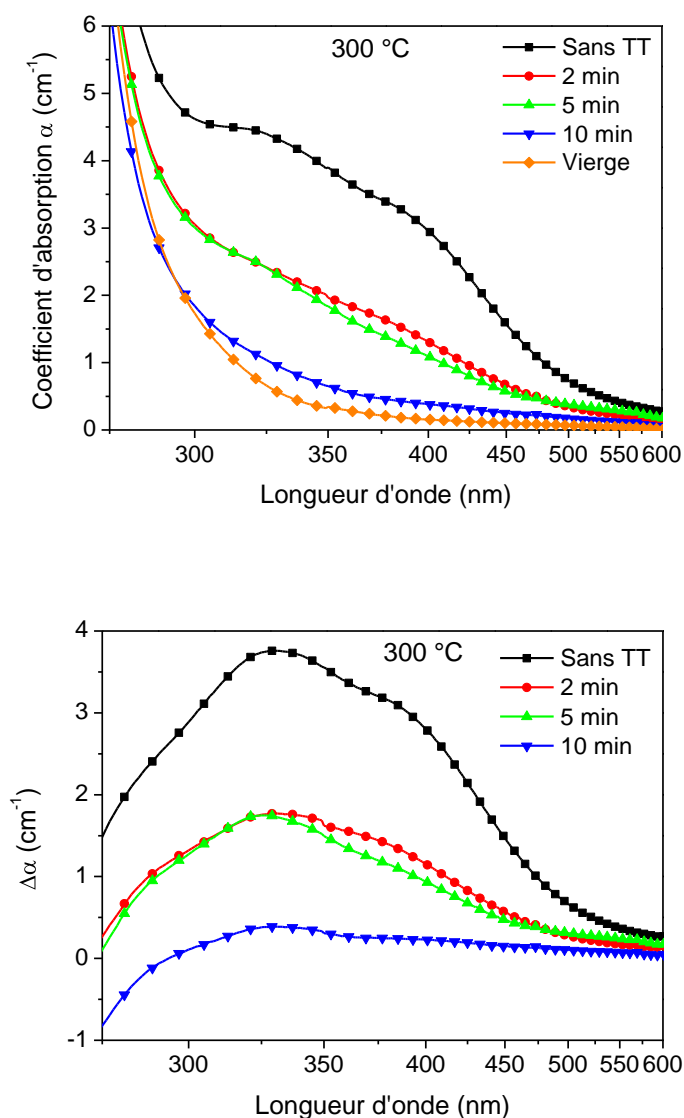 300 °C
Sans TT
2 min
5 min
10 min
Vierge
6
5
4
3
2
1
0
Coefficient d'absorption α (cm⁻¹)
300 350 400 450 500 550 600
Longueur d'onde (nm)
300 °C
Sans TT
2 min
5 min
10 min
4
3
2
1
0
-1
Δα (cm⁻¹)
300 350 400 450 500 550 600
Longueur d'onde (nm)